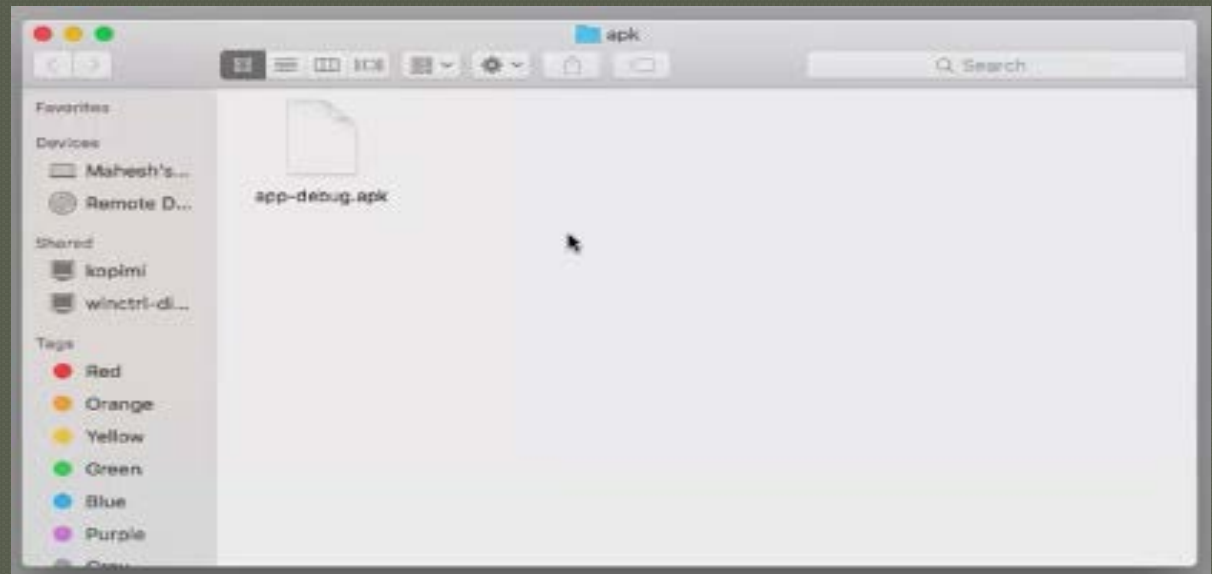 apk
Search
Favorites
Devices
Mahesh's...
Remote D...
Shared
kopimi
winctrl-di...
Tags
Red
Orange
Yellow
Green
Blue
Purple
Gray
app-debug.apk